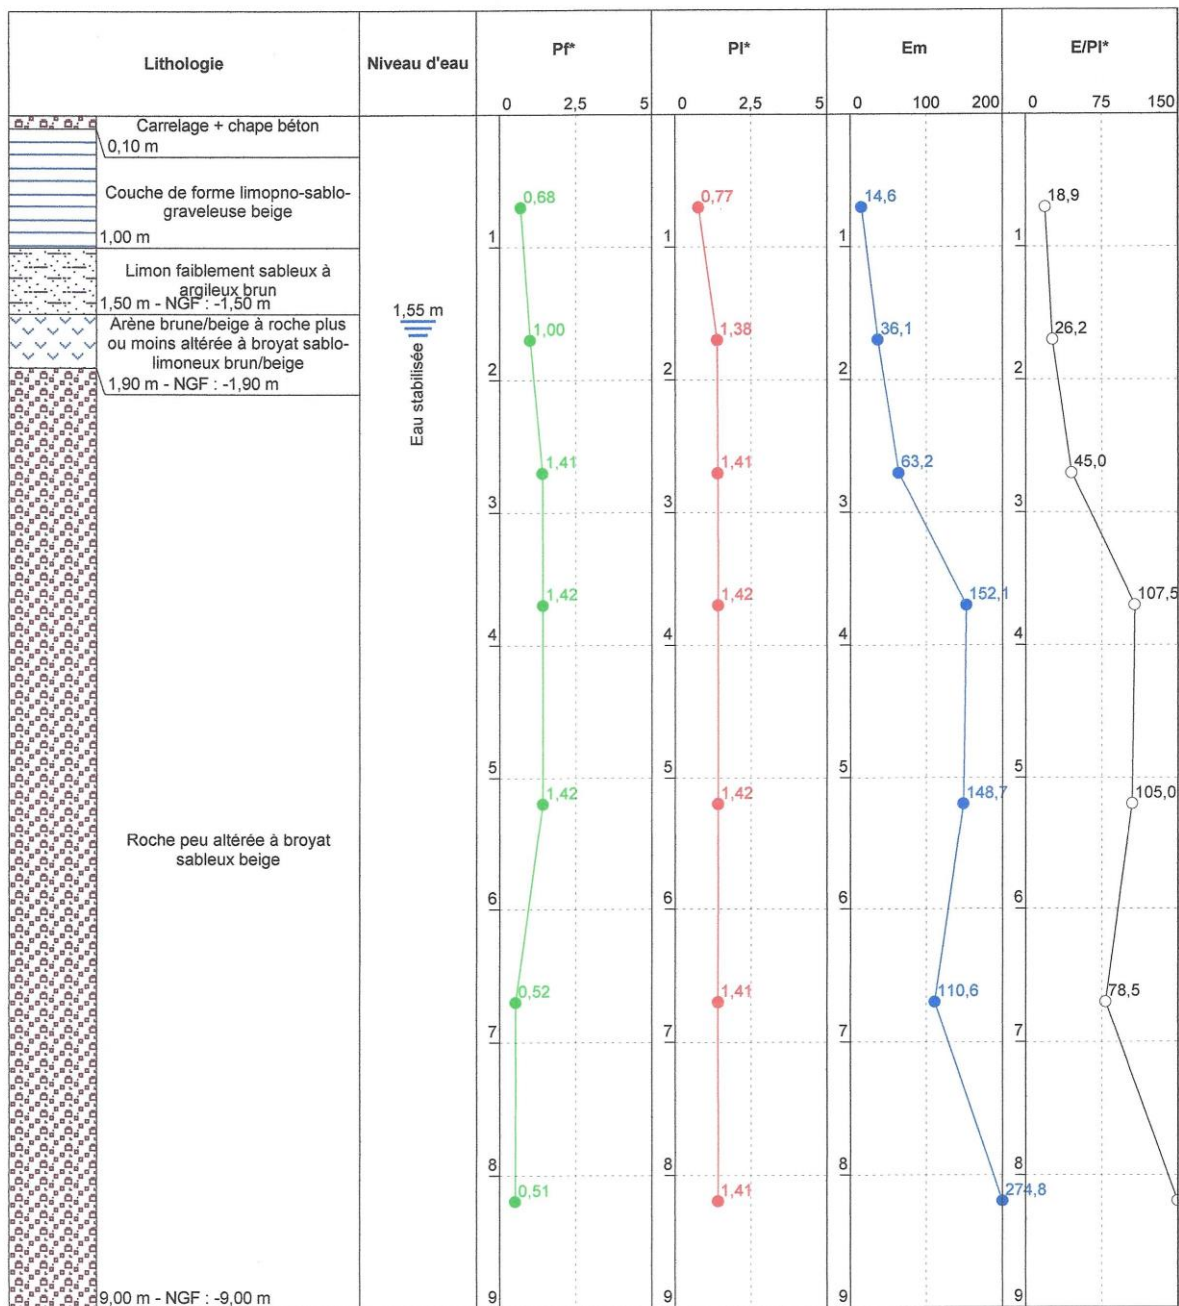 Lithologie
Niveau d'eau
Pf*
Pl*
Em
E/Pl*
0 2,5 5
0 2,5 5
0 100 200
0 75 150
Carrelage + chape béton
0,10 m
Couche de forme limopno-sablo-
graveleuse beige
1,00 m
Limon faiblement sableux à
argileux brun
1,50 m - NGF : -1,50 m
Arène brune/beige à roche plus
ou moins altérée à broyat sablo-
limoneux brun/beige
1,90 m - NGF : -1,90 m
Roche peu altérée à broyat
sableux beige
9,00 m - NGF : -9,00 m
1,55 m
Eau stabilisée
0,68
1
1,00
2
1,41
3
1,42
4
5
1,42
6
0,52
7
8
0,51
9
0,77
1
1,38
2
1,41
3
1,42
4
5
1,42
6
1,41
7
8
1,41
9
14,6
1
36,1
2
63,2
3
152,1
4
5
148,7
6
110,6
7
8
274,8
9
18,9
1
26,2
2
45,0
3
107,5
4
5
105,0
6
78,5
7
8
9